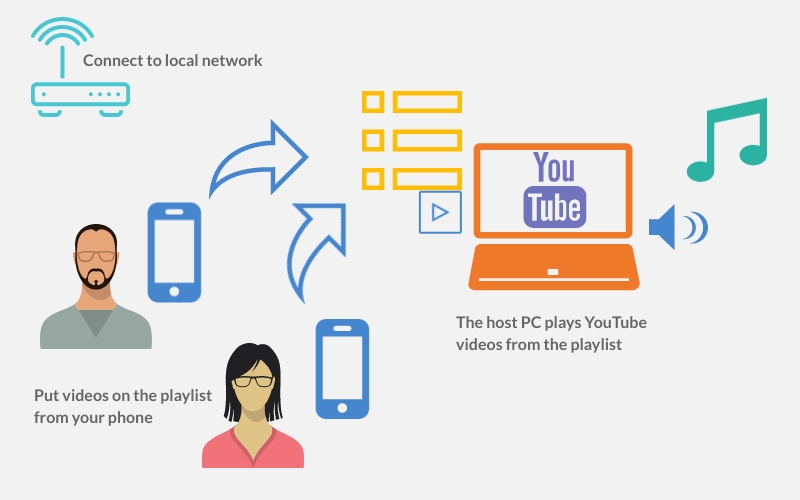 Connect to local network
You
Tube
The host PC plays YouTube
videos from the playlist
Put videos on the playlist
from your phone